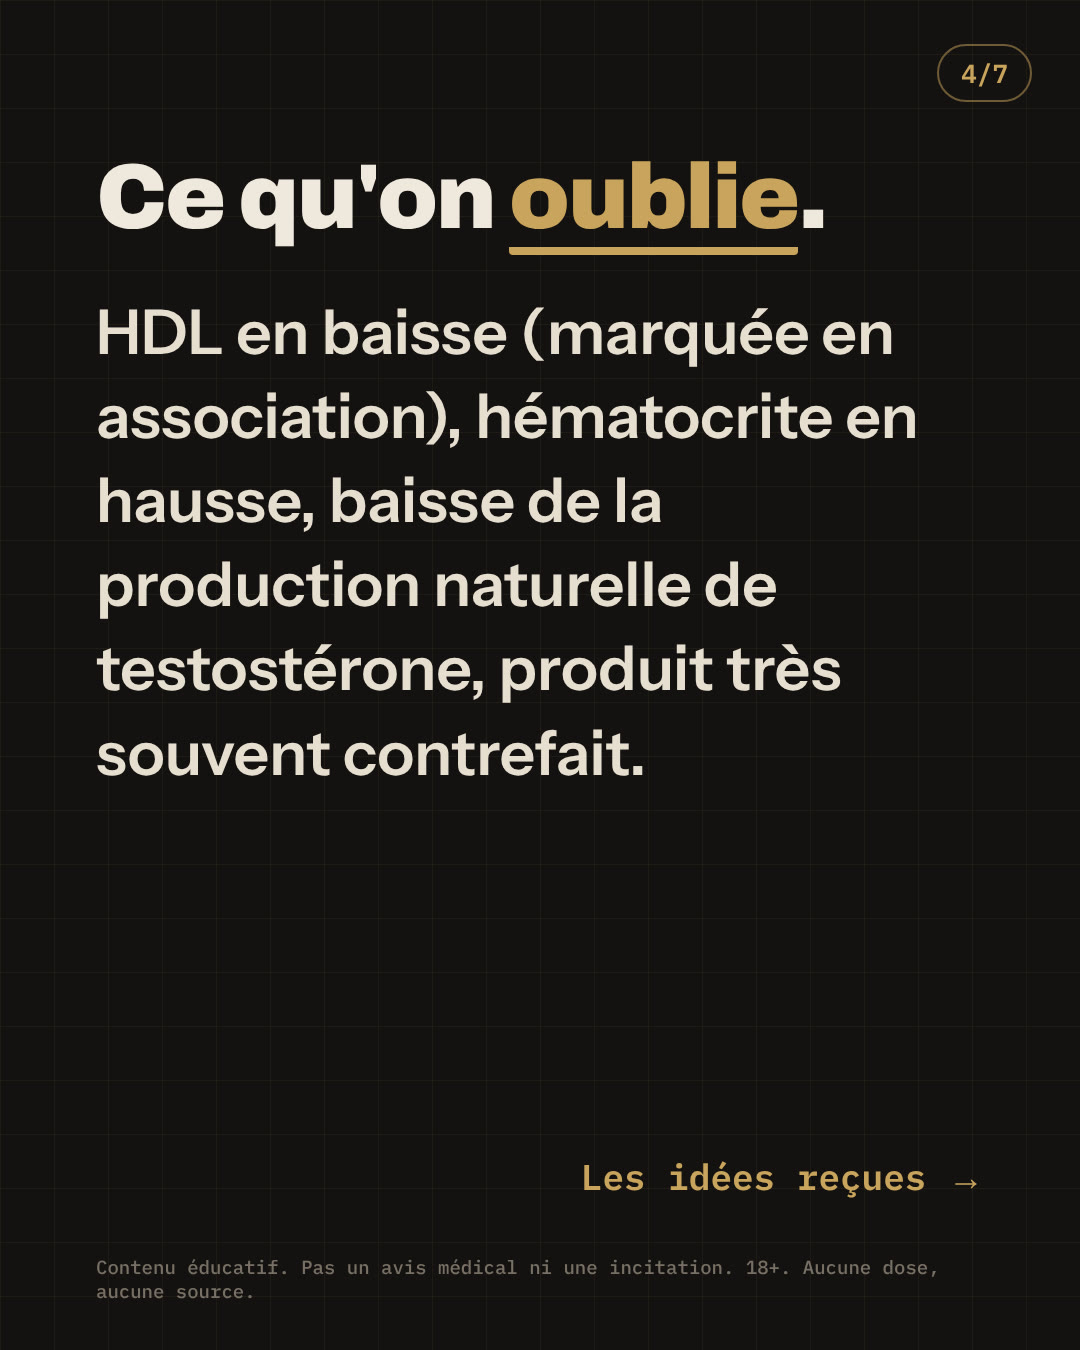 4/7
Ce qu'on oublie.
HDL en baisse (marquée en
association), hématocrite en
hausse, baisse de la
production naturelle de
testostérone, produit très
souvent contrefait.
Les idées reçues →
Contenu éducatif. Pas un avis médical ni une incitation. 18+. Aucune dose,
aucune source.